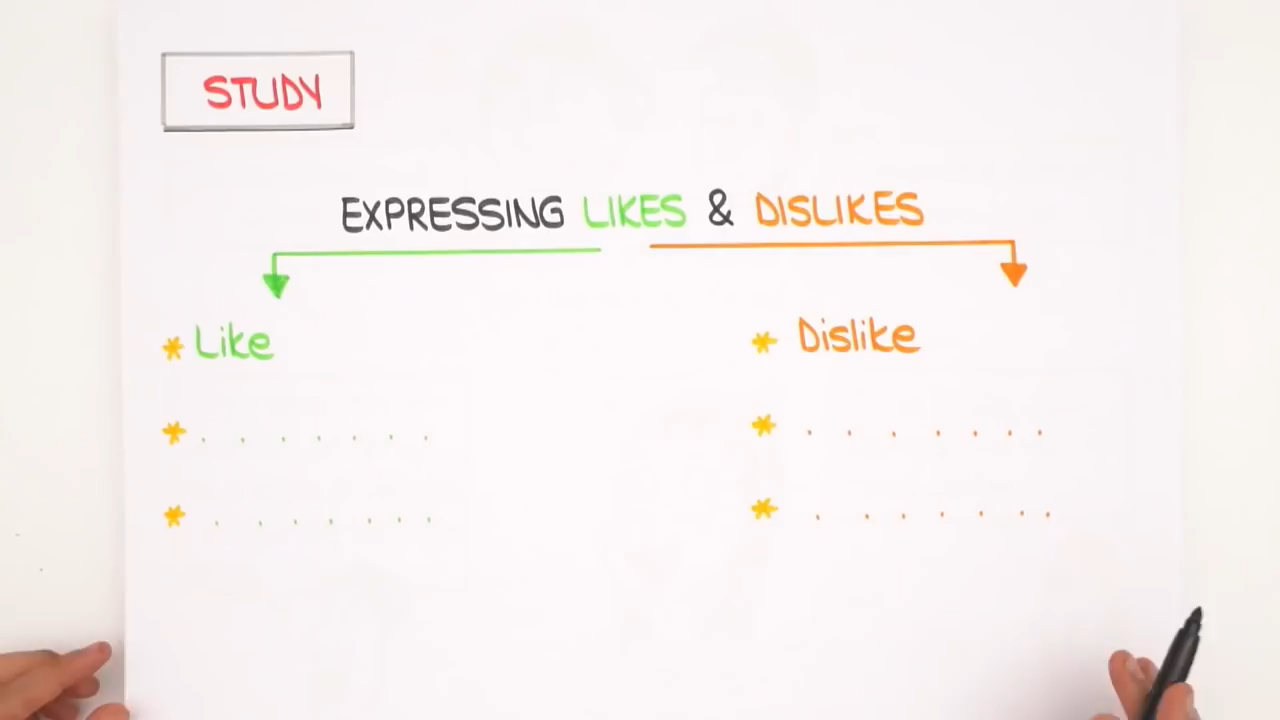 STUDY
EXPRESSING LIKES & DISLIKES
* Like
* Dislike
* . . . . . . .
* . . . . . . .
* . . . . . . .
* . . . . . . .